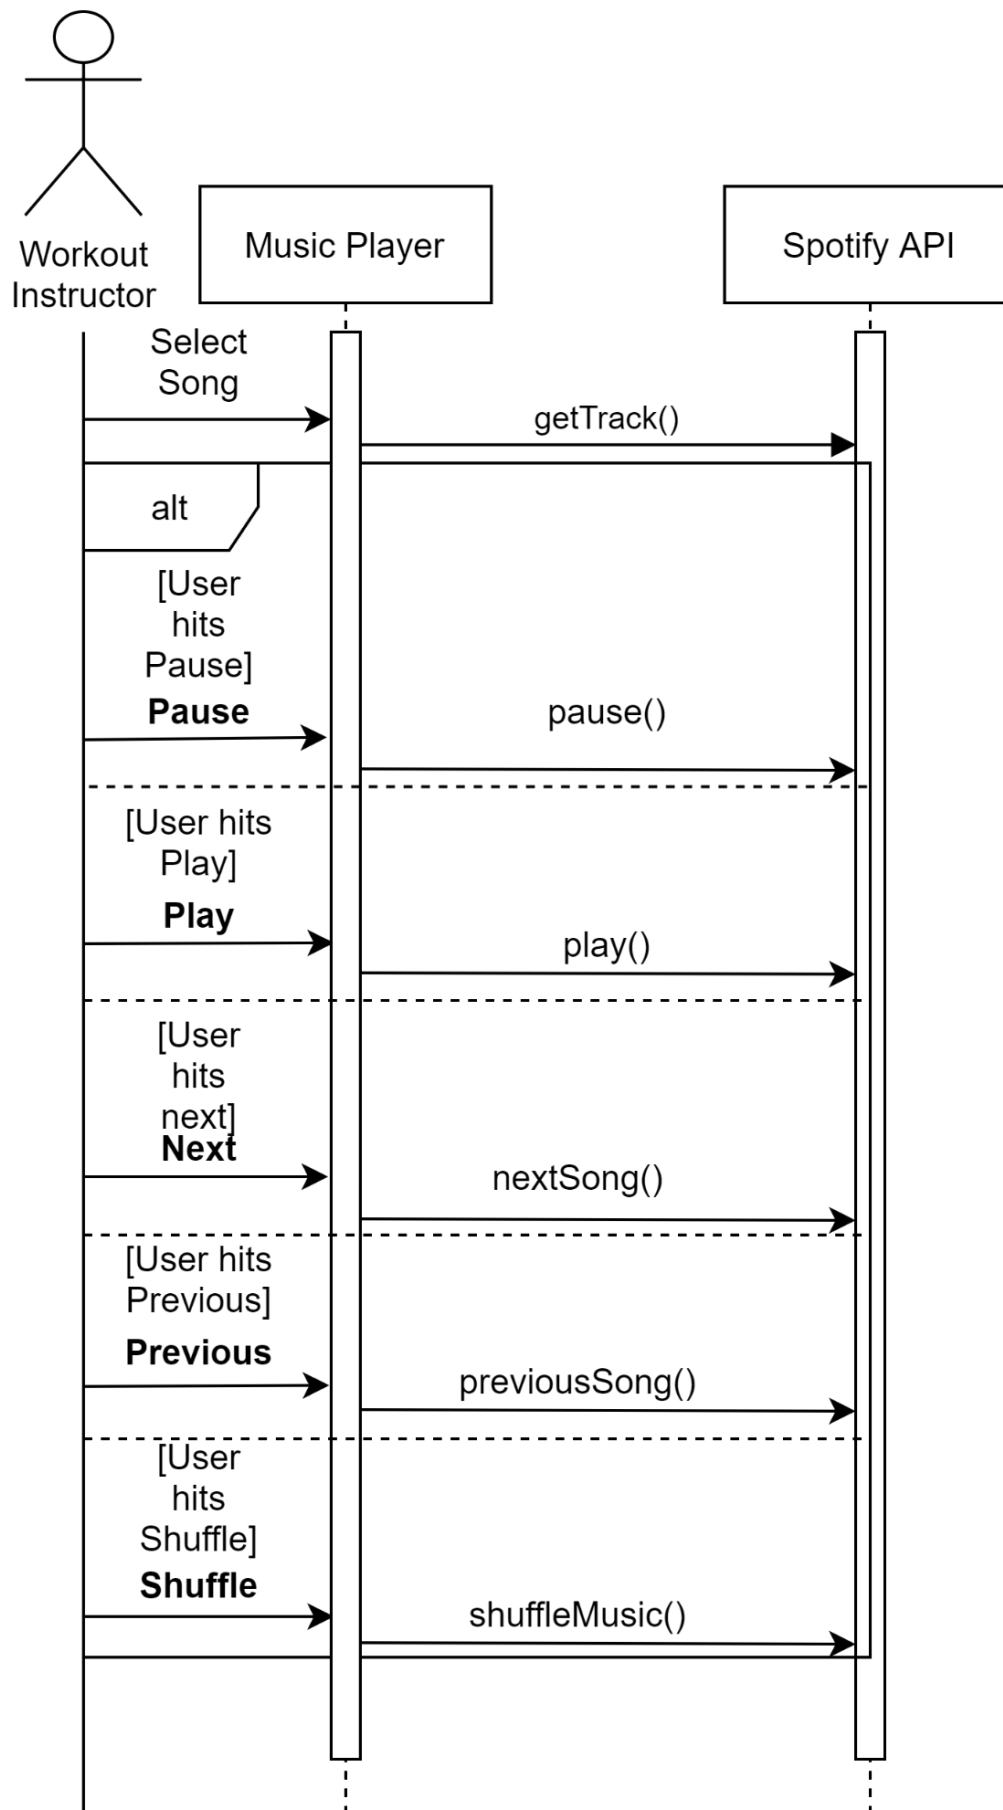 Workout
Instructor
Music Player
Spotify API
Select
Song
getTrack()
alt
[User
hits
Pause]
Pause
pause()
[User hits
Play]
Play
play()
[User
hits
next]
Next
nextSong()
[User hits
Previous]
Previous
previousSong()
[User
hits
Shuffle]
Shuffle
shuffleMusic()